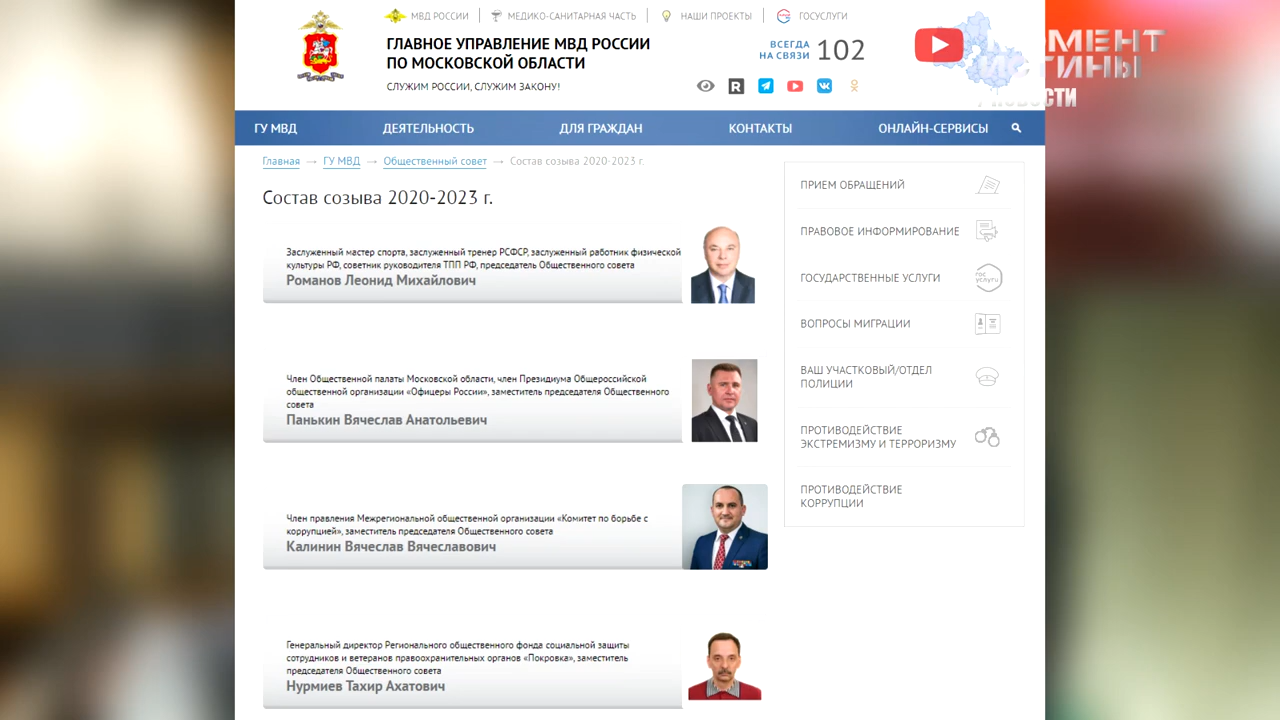 МВД РОССИИ
МЕДИКО-САНИТАРНАЯ ЧАСТЬ
НАШИ ПРОЕКТЫ
ГОСУСЛУГИ
ГЛАВНОЕ УПРАВЛЕНИЕ МВД РОССИИ
ПО МОСКОВСКОЙ ОБЛАСТИ
СЛУЖИМ РОССИИ, СЛУЖИМ ЗАКОНУ!
ВСЕГДА
НА СВЯЗИ
102
МОМЕНТ
ИСТИНЫ
НОВОСТИ
ГУ МВД
ДЕЯТЕЛЬНОСТЬ
ДЛЯ ГРАЖДАН
КОНТАКТЫ
ОНЛАЙН-СЕРВИСЫ
Главная → ГУ МВД → Общественный совет → Состав созыва 2020-2023 г.
Состав созыва 2020-2023 г.
Заслуженный мастер спорта, заслуженный тренер РСФСР, заслуженный работник физической
культуры РФ, советник руководителя ТПП РФ, председатель Общественного совета
Романов Леонид Михайлович
Член Общественной палаты Московской области, член Президиума Общероссийской
общественной организации «Офицеры России», заместитель председателя Общественного
совета
Панькин Вячеслав Анатольевич
Член правления Межрегиональной общественной организации «Комитет по борьбе с
коррупцией», заместитель председателя Общественного совета
Калинин Вячеслав Вячеславович
Генеральный директор Регионального общественного фонда социальной защиты
сотрудников и ветеранов правоохранительных органов «Покровка», заместитель
председателя Общественного совета
Нурмиев Тахир Ахатович
ПРИЕМ ОБРАЩЕНИЙ
ПРАВОВОЕ ИНФОРМИРОВАНИЕ
ГОСУДАРСТВЕННЫЕ УСЛУГИ
гос
услуги
ВОПРОСЫ МИГРАЦИИ
ВАШ УЧАСТКОВЫЙ/ОТДЕЛ
ПОЛИЦИИ
ПРОТИВОДЕЙСТВИЕ
ЭКСТРЕМИЗМУ И ТЕРРОРИЗМУ
ПРОТИВОДЕЙСТВИЕ
КОРРУПЦИИ